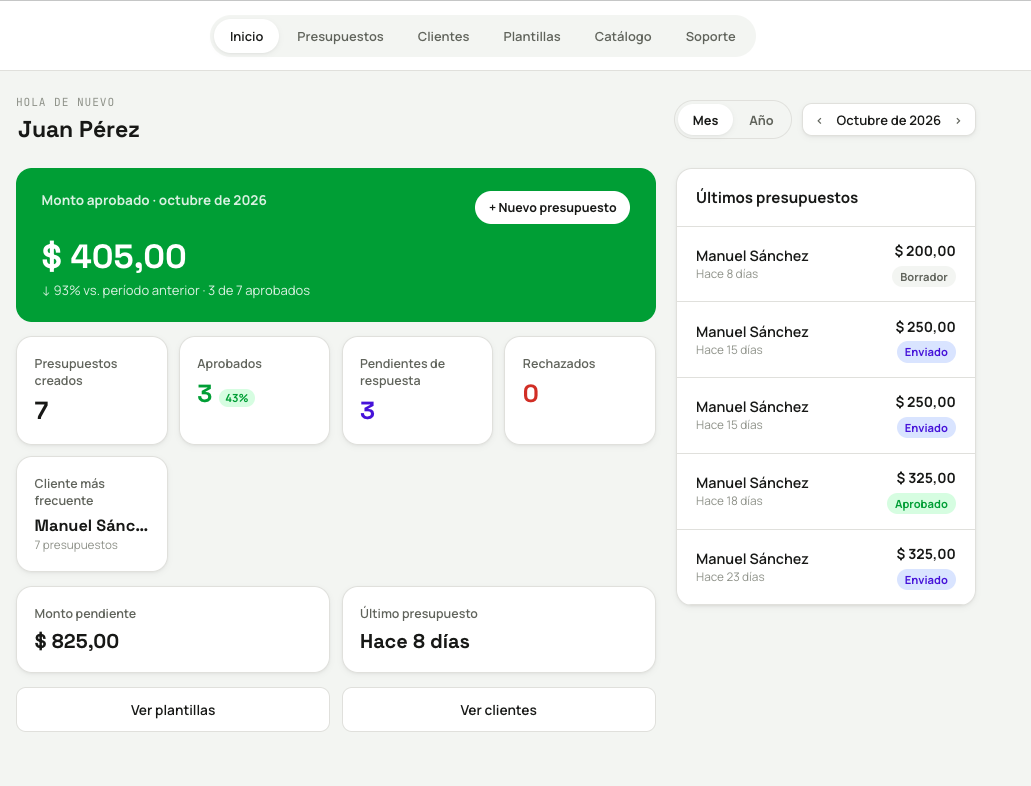 Inicio
Presupuestos
Clientes
Plantillas
Catálogo
Soporte
HOLA DE NUEVO
Juan Pérez
Mes
Año
‹ Octubre de 2026 ›
Monto aprobado · octubre de 2026
+ Nuevo presupuesto
$ 405,00
↓ 93% vs. período anterior · 3 de 7 aprobados
Presupuestos
creados
7
Aprobados
3 43%
Pendientes de
respuesta
3
Rechazados
0
Cliente más
frecuente
Manuel Sánc...
7 presupuestos
Monto pendiente
$ 825,00
Último presupuesto
Hace 8 días
Ver plantillas
Ver clientes
Últimos presupuestos
Manuel Sánchez
Hace 8 días
$ 200,00
Borrador
Manuel Sánchez
Hace 15 días
$ 250,00
Enviado
Manuel Sánchez
Hace 15 días
$ 250,00
Enviado
Manuel Sánchez
Hace 18 días
$ 325,00
Aprobado
Manuel Sánchez
Hace 23 días
$ 325,00
Enviado